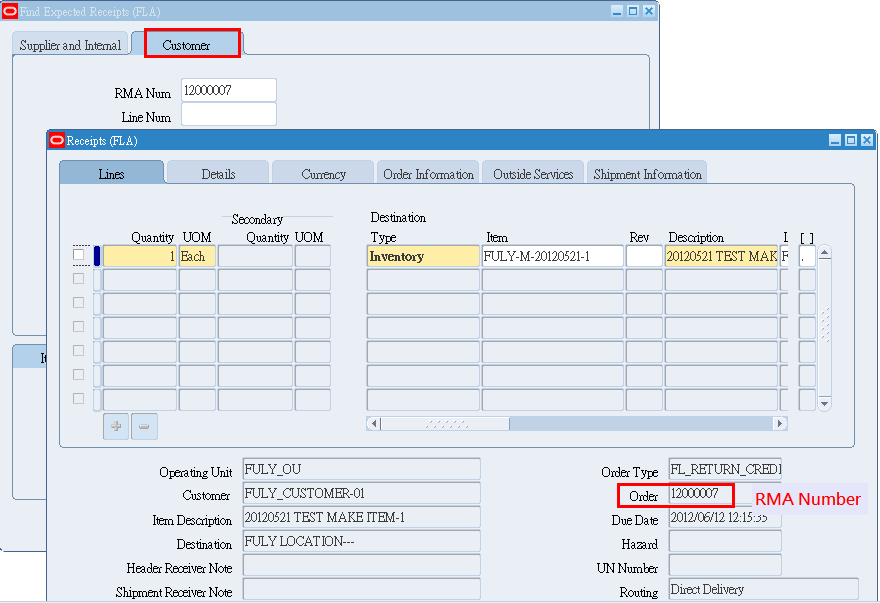 Find Expected Receipts (FLA)
Supplier and Internal
Customer
RMA Num 12000007
Line Num
Receipts (FLA)
Lines Details Currency Order Information Outside Services Shipment Information
Secondary Destination
Quantity UOM Quantity UOM Type Item Rev Description [ ]
1 Each Inventory FULY-M-20120521-1 20120521 TEST MAK F .
Operating Unit FULY_OU Order Type FL_RETURN_CREDI
Customer FULY_CUSTOMER-01 Order 12000007 RMA Number
Item Description 20120521 TEST MAKE ITEM-1 Due Date 2012/06/12 12:15:35
Destination FULY LOCATION--- Hazard
Header Receiver Note UN Number
Shipment Receiver Note Routing Direct Delivery